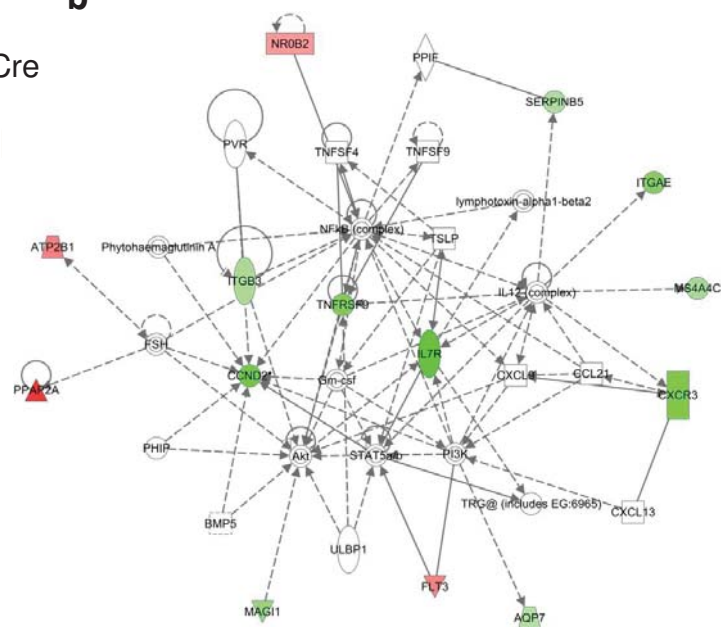 b
NR0B2
PPIF
Cre
SERPINB5
PVR
TNFSF4
TNFSF9
ITGAE
lymphotoxin-alpha1-beta2
NFkB (complex)
TSLP
ATP2B1
Phytohaemaglutinin A
ITGB3
MS4A4C
IL12 (complex)
TNFRSF9
FSH
IL7R
PPAP2A
CCND2*
Gm-csf
CCL21
CXCR3
PHIP
Akt
STAT5a/b
PI3K
TRG@ (includes EG:6965)
CXCL13
BMP5
ULBP1
FLT3
MAGI1
AQP7